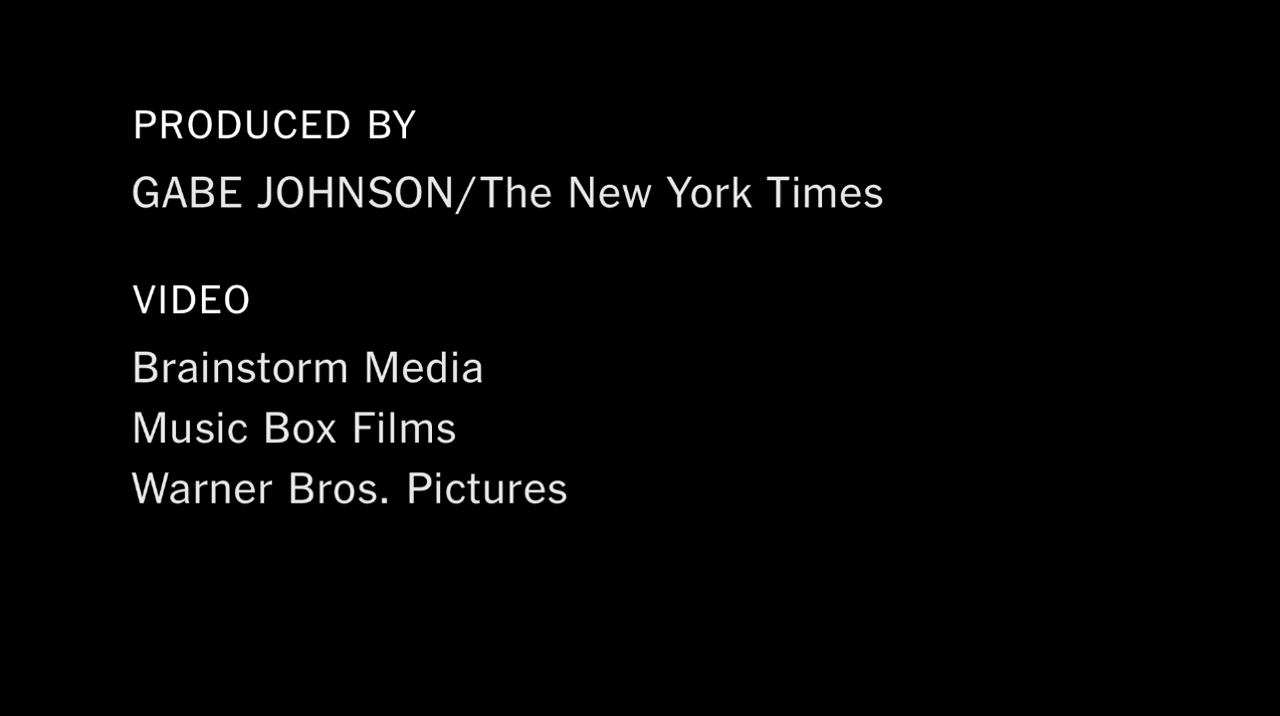 PRODUCED BY
GABE JOHNSON/The New York Times
VIDEO
Brainstorm Media
Music Box Films
Warner Bros. Pictures